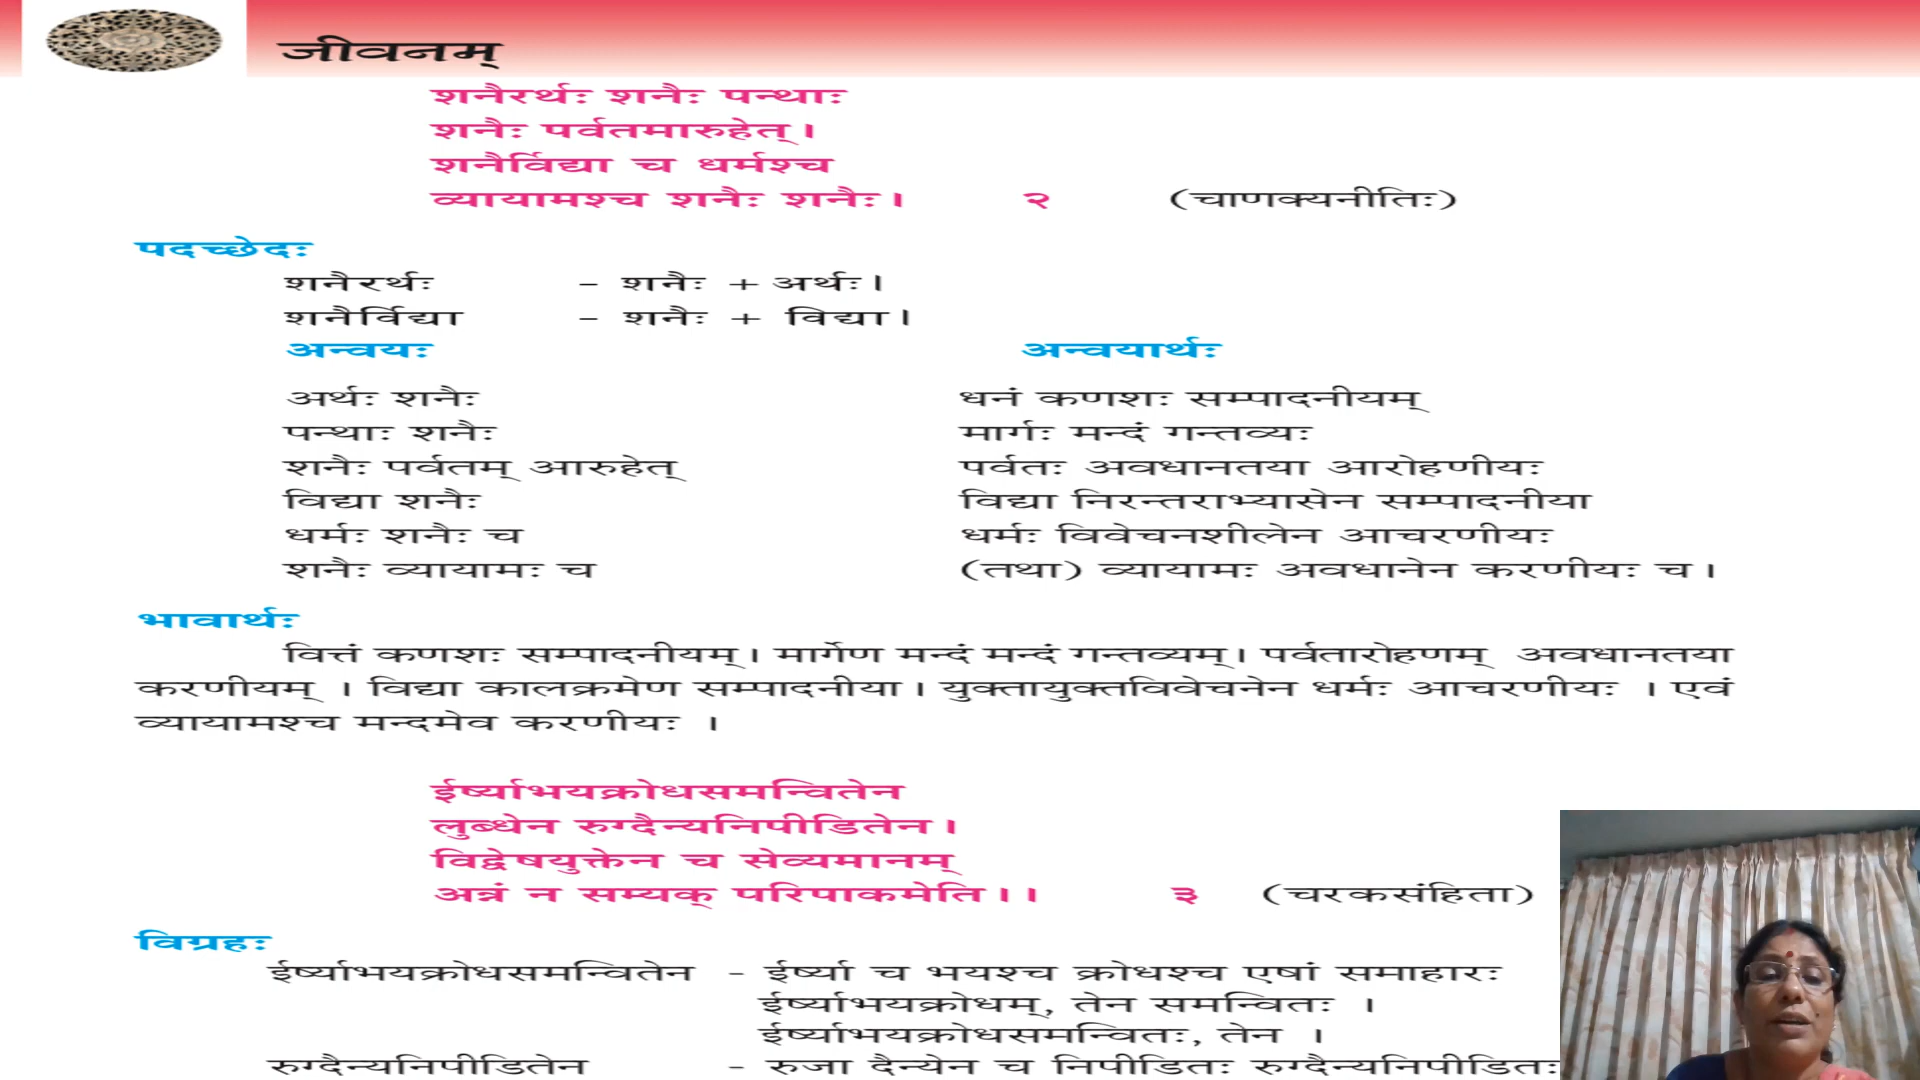 जीवनम्
शनैरर्थः शनैः पन्थाः
शनैः पर्वतमारुहेत्।
शनैर्विद्या च धर्मश्च
व्यायामश्च शनैः शनैः। २ (चाणक्यनीतिः)
पदच्छेदः
शनैरर्थः - शनैः + अर्थः।
शनैर्विद्या - शनैः + विद्या।
अन्वयः अन्वयार्थः
अर्थः शनैः धनं कणशः सम्पादनीयम्
पन्थाः शनैः मार्गः मन्दं गन्तव्यः
शनैः पर्वतम् आरुहेत् पर्वतः अवधानतया आरोहणीयः
विद्या शनैः विद्या निरन्तराभ्यासेन सम्पादनीया
धर्मः शनैः च धर्मः विवेचनशीलेन आचरणीयः
शनैः व्यायामः च (तथा) व्यायामः अवधानेन करणीयः च।
भावार्थः
वित्तं कणशः सम्पादनीयम्। मार्गेण मन्दं मन्दं गन्तव्यम्। पर्वतारोहणम् अवधानतया
करणीयम् । विद्या कालक्रमेण सम्पादनीया। युक्तायुक्तविवेचनेन धर्मः आचरणीयः । एवं
व्यायामश्च मन्दमेव करणीयः ।
ईर्ष्याभयक्रोधसमन्वितेन
लुब्धेन रुग्दैन्यनिपीडितेन।
विद्वेषयुक्तेन च सेव्यमानम्
अन्नं न सम्यक् परिपाकमेति।। ३ (चरकसंहिता)
विग्रहः
ईर्ष्याभयक्रोधसमन्वितेन - ईर्ष्या च भयश्च क्रोधश्च एषां समाहारः
ईर्ष्याभयक्रोधम्, तेन समन्वितः ।
ईर्ष्याभयक्रोधसमन्वितः, तेन ।
रुग्दैन्यनिपीडितेन - रुजा दैन्येन च निपीडितः रुग्दैन्यनिपीडितः